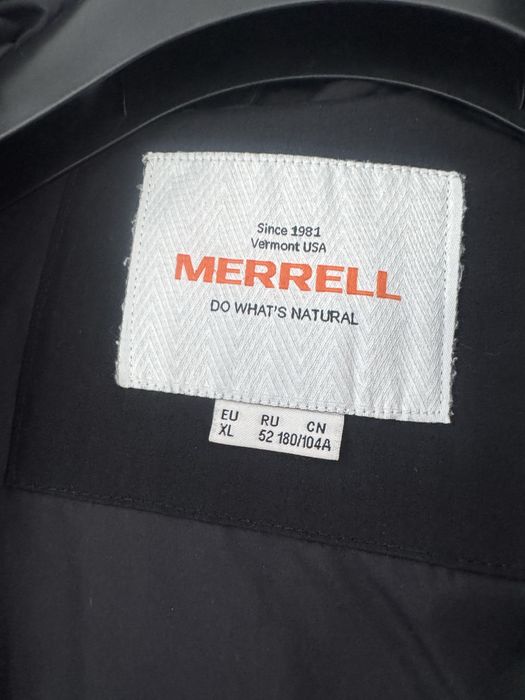 Since 1981
Vermont USA
MERRELL
DO WHAT'S NATURAL
EU RU CN
XL 52 180/104A